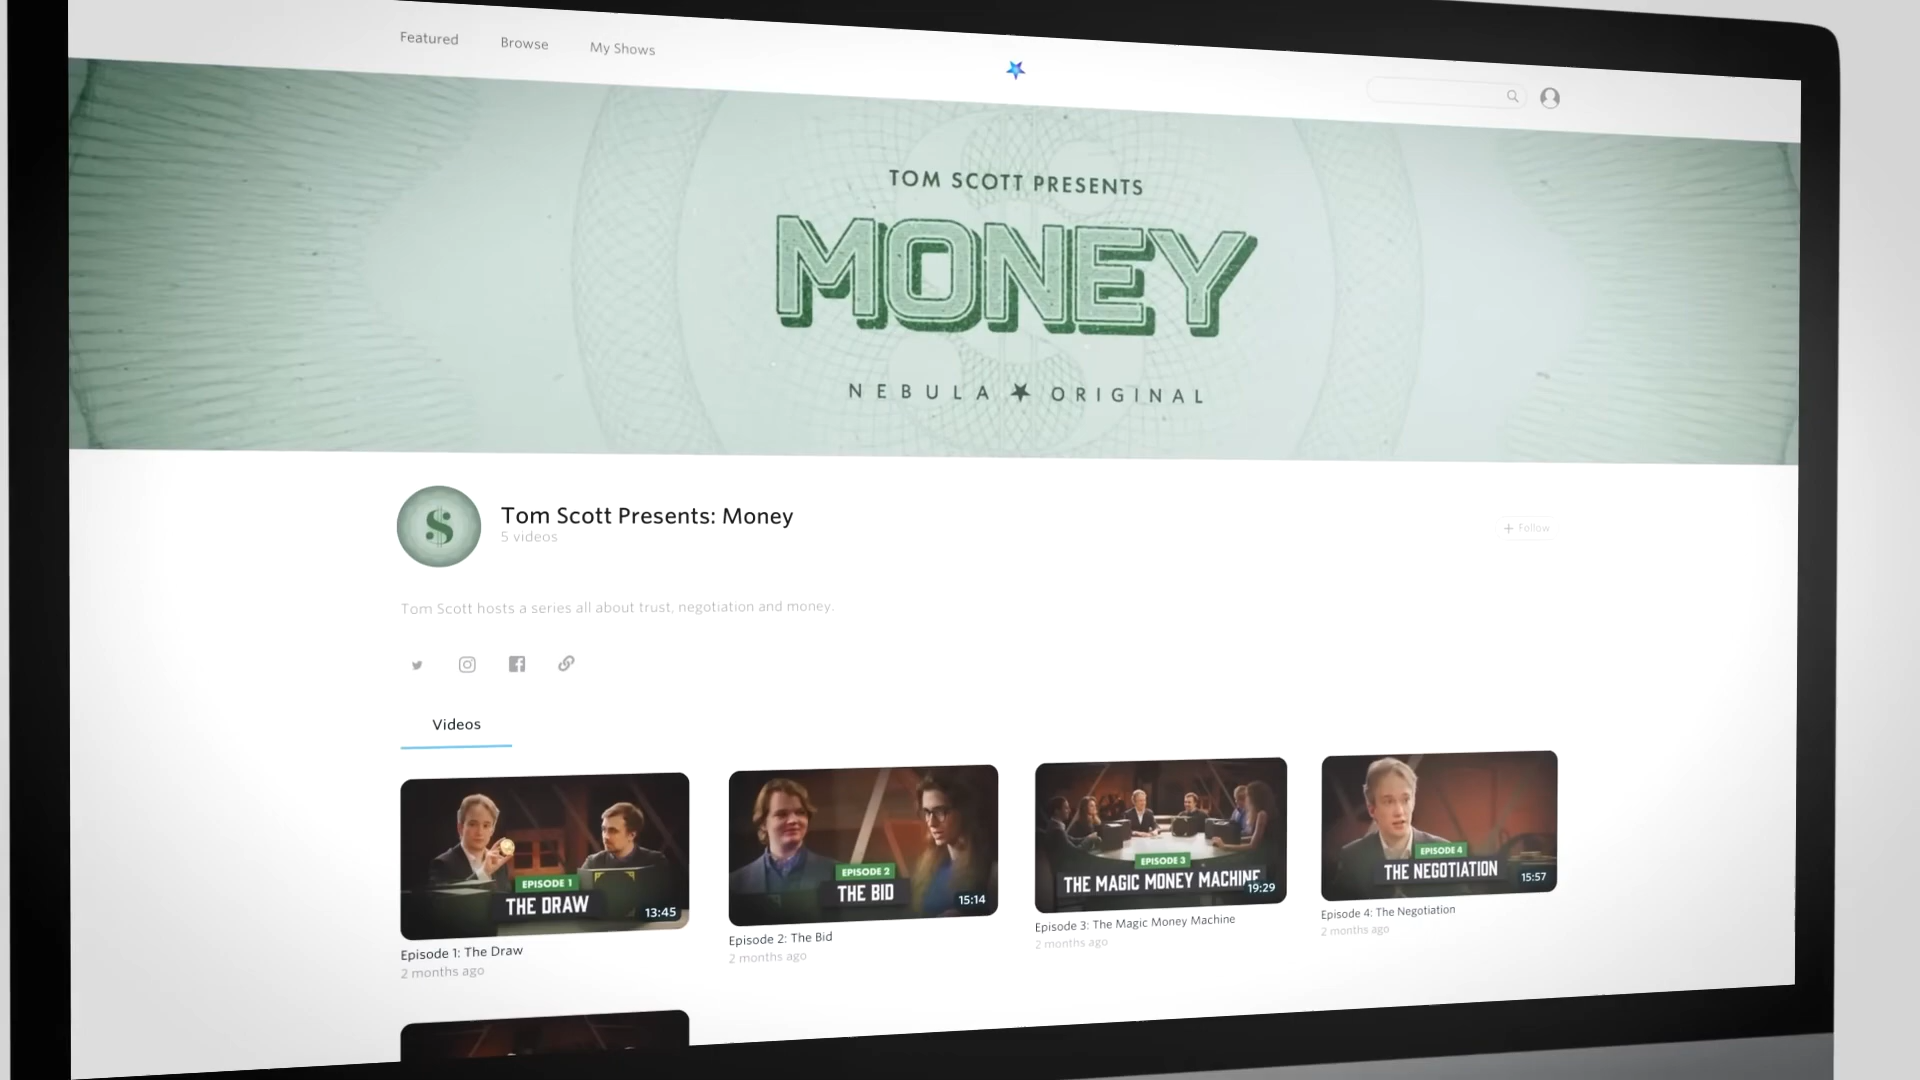 Featured Browse My Shows
TOM SCOTT PRESENTS
MONEY
NEBULA ORIGINAL
$
Tom Scott Presents: Money
5 videos
+ Follow
Tom Scott hosts a series all about trust, negotiation and money.
Videos
EPISODE 1
THE DRAW
13:45
EPISODE 2
THE BID
15:14
EPISODE 3
THE MAGIC MONEY MACHINE
19:29
EPISODE 4
THE NEGOTIATION
15:57
Episode 1: The Draw
2 months ago
Episode 2: The Bid
2 months ago
Episode 3: The Magic Money Machine
2 months ago
Episode 4: The Negotiation
2 months ago